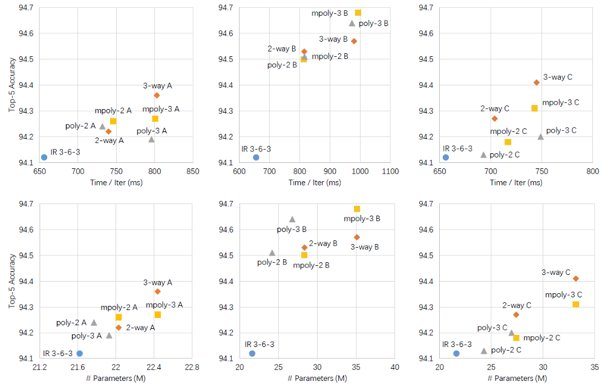 94.7
94.6
94.5
94.4
94.3
94.2
94.1
Top-5 Accuracy
3-way A
mpoly-2 A
mpoly-3 A
poly-2 A
2-way A
poly-3 A
IR 3-6-3
650 700 750 800 850
Time / Iter (ms)
94.7
94.6
94.5
94.4
94.3
94.2
94.1
mpoly-3 B
poly-3 B
3-way B
2-way B
mpoly-2 B
poly-2 B
IR 3-6-3
600 700 800 900 1000 1100
Time / Iter (ms)
94.7
94.6
94.5
94.4
94.3
94.2
94.1
3-way C
mpoly-3 C
2-way C
mpoly-2 C
poly-3 C
IR 3-6-3
poly-2 C
650 700 750 800 850
Time / Iter (ms)
94.7
94.6
94.5
94.4
94.3
94.2
94.1
Top-5 Accuracy
3-way A
mpoly-2 A
mpoly-3 A
poly-2 A
2-way A
poly-3 A
IR 3-6-3
21.2 21.6 22 22.4 22.8
# Parameters (M)
94.7
94.6
94.5
94.4
94.3
94.2
94.1
mpoly-3 B
poly-3 B
2-way B
3-way B
poly-2 B
mpoly-2 B
IR 3-6-3
20 25 30 35 40
# Parameters (M)
94.7
94.6
94.5
94.4
94.3
94.2
94.1
3-way C
mpoly-3 C
2-way C
poly-3 C
mpoly-2 C
IR 3-6-3
poly-2 C
20 25 30 35
# Parameters (M)